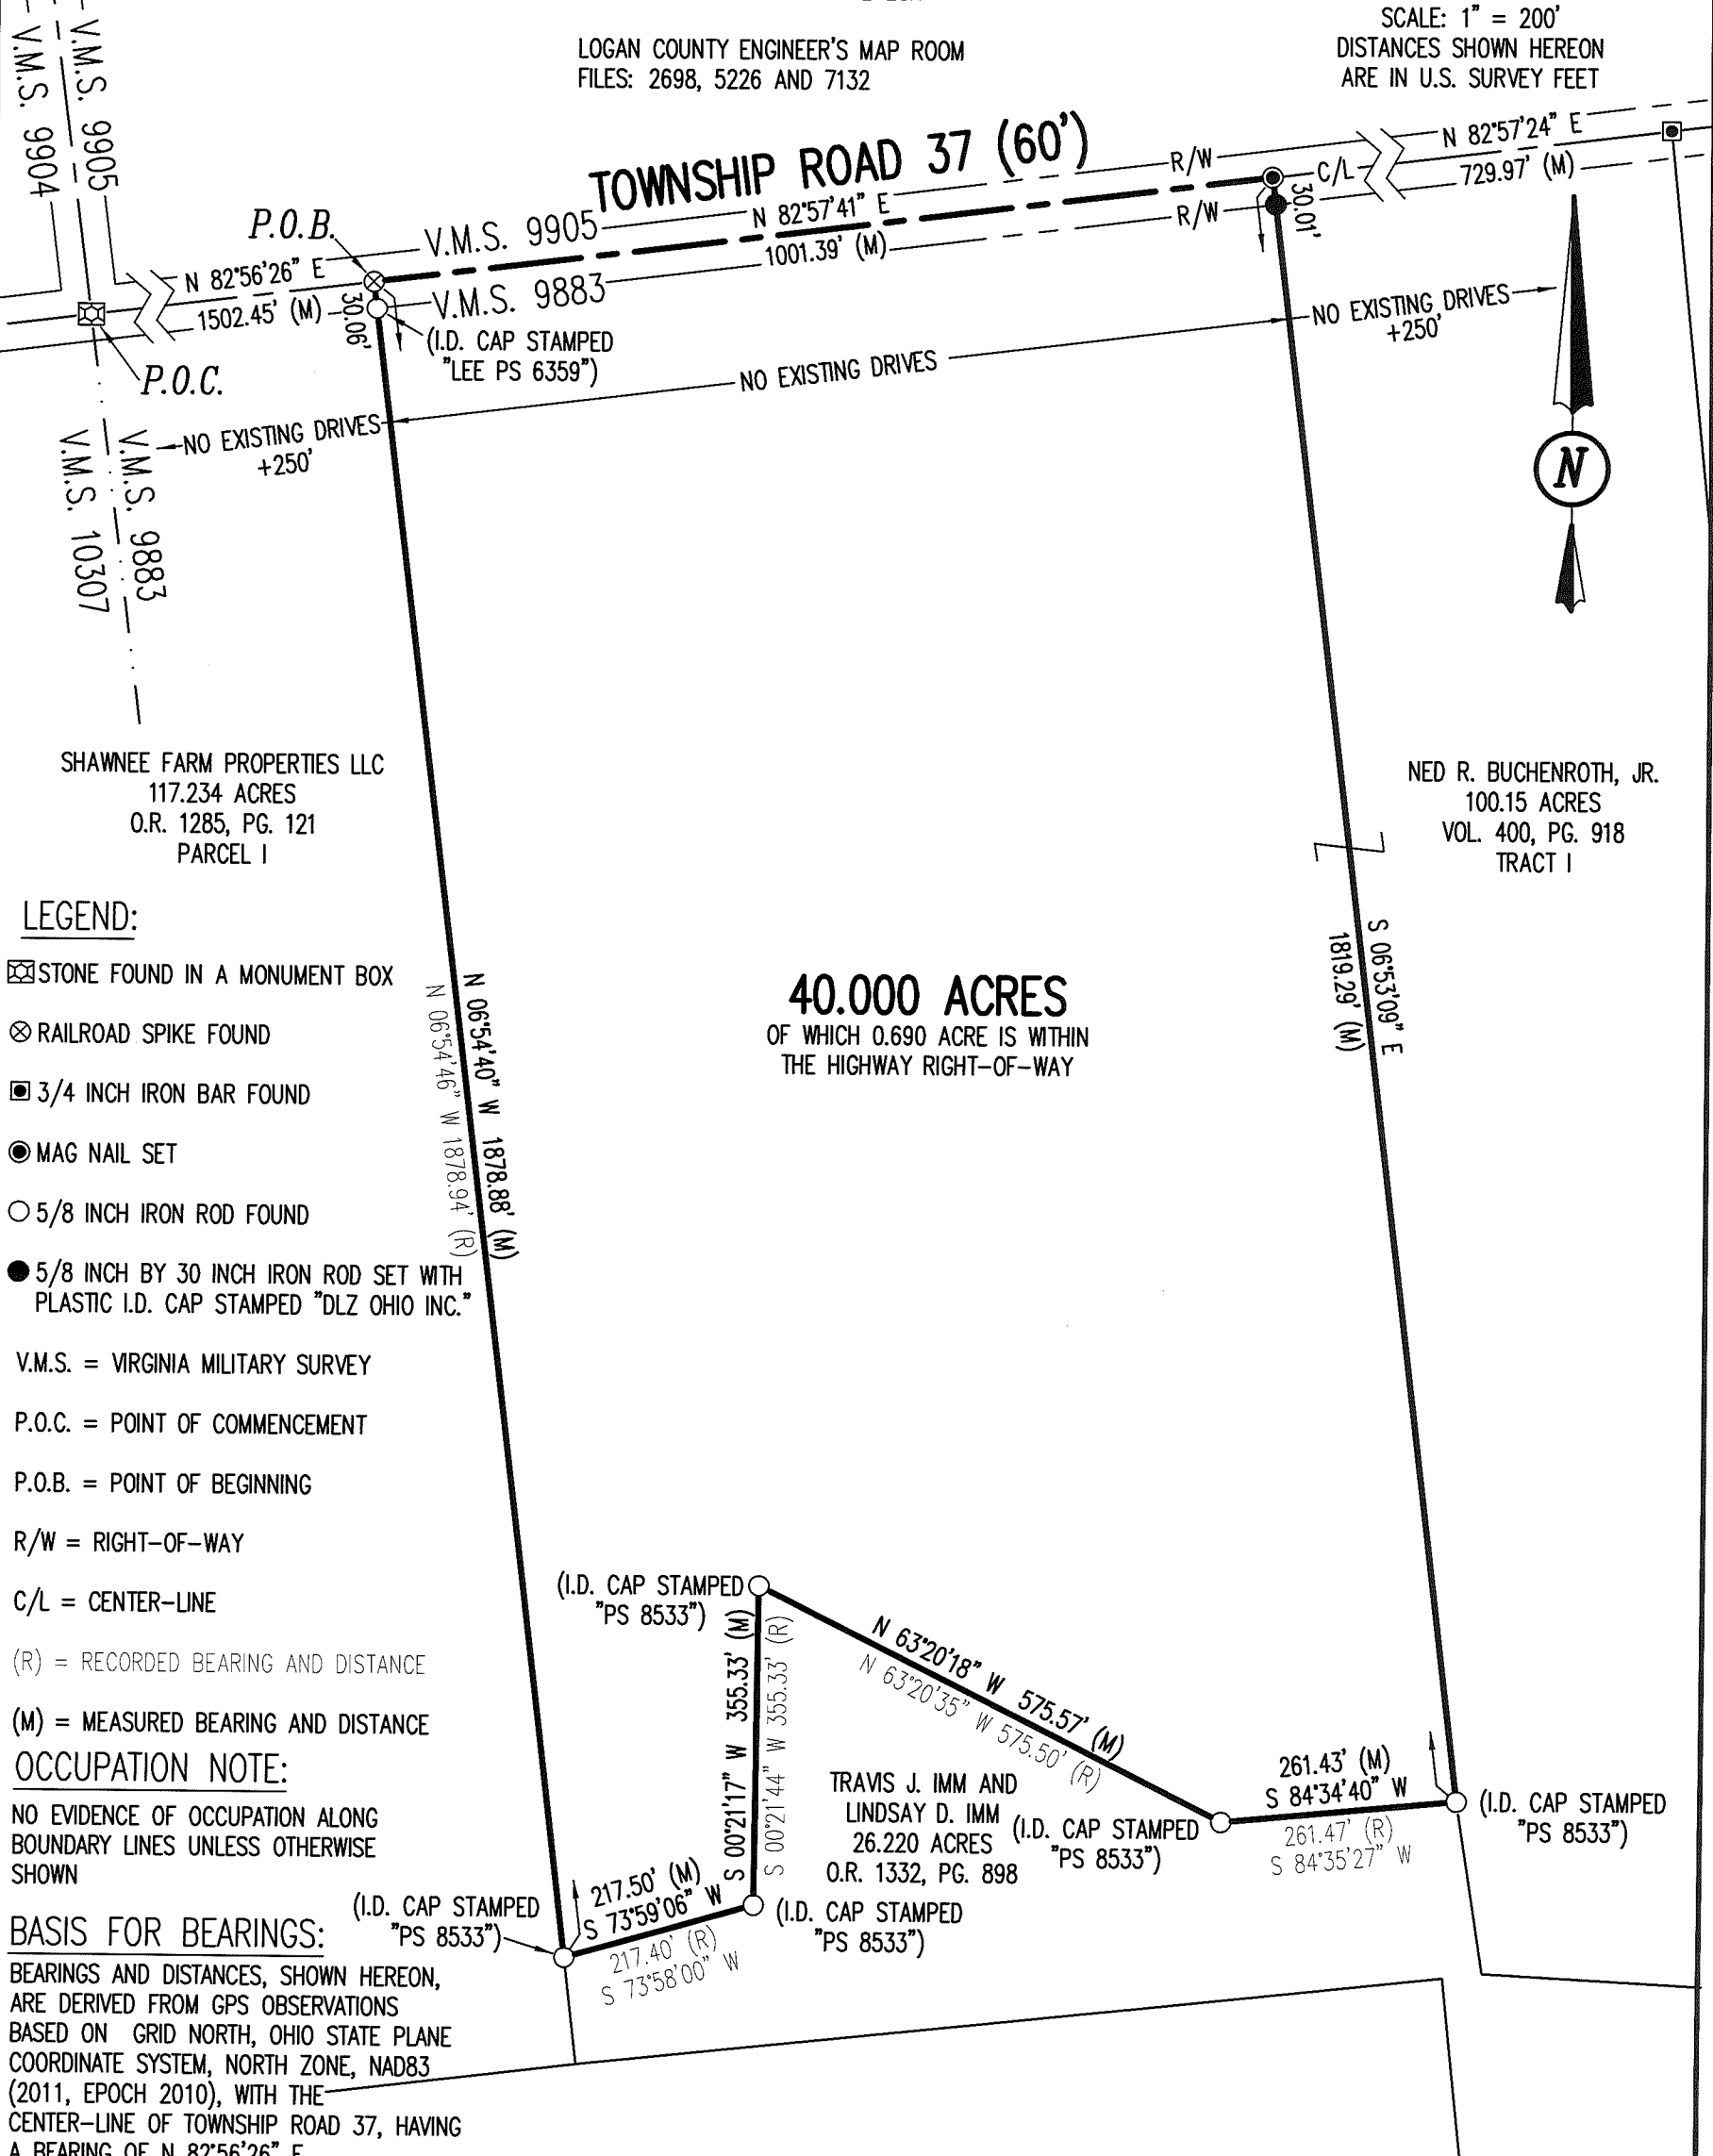 LOGAN COUNTY ENGINEER'S MAP ROOM
FILES: 2698, 5226 AND 7132
SCALE: 1" = 200'
DISTANCES SHOWN HEREON
ARE IN U.S. SURVEY FEET
V.M.S. 9904
V.M.S. 9905
TOWNSHIP ROAD 37 (60')
R/W
C/L
R/W
N 82°57'24" E
729.97' (M)
30.01'
P.O.B.
V.M.S. 9905
N 82°57'41" E
1001.39' (M)
V.M.S. 9883
N 82°56'26" E
1502.45' (M)
30.06'
(I.D. CAP STAMPED
"LEE PS 6359")
P.O.C.
NO EXISTING DRIVES
+250'
NO EXISTING DRIVES
NO EXISTING DRIVES
+250'
N
V.M.S. 10307
V.M.S. 9883
SHAWNEE FARM PROPERTIES LLC
117.234 ACRES
O.R. 1285, PG. 121
PARCEL I
NED R. BUCHENROTH, JR.
100.15 ACRES
VOL. 400, PG. 918
TRACT I
S 06°53'09" E
1819.29' (M)
N 06°54'40" W 1878.88' (M)
N 06°54'46" W 1878.94' (R)
40.000 ACRES
OF WHICH 0.690 ACRE IS WITHIN
THE HIGHWAY RIGHT-OF-WAY
LEGEND:
STONE FOUND IN A MONUMENT BOX
RAILROAD SPIKE FOUND
3/4 INCH IRON BAR FOUND
MAG NAIL SET
5/8 INCH IRON ROD FOUND
5/8 INCH BY 30 INCH IRON ROD SET WITH
PLASTIC I.D. CAP STAMPED "DLZ OHIO INC."
V.M.S. = VIRGINIA MILITARY SURVEY
P.O.C. = POINT OF COMMENCEMENT
P.O.B. = POINT OF BEGINNING
R/W = RIGHT-OF-WAY
C/L = CENTER-LINE
(R) = RECORDED BEARING AND DISTANCE
(M) = MEASURED BEARING AND DISTANCE
OCCUPATION NOTE:
NO EVIDENCE OF OCCUPATION ALONG
BOUNDARY LINES UNLESS OTHERWISE
SHOWN
BASIS FOR BEARINGS:
BEARINGS AND DISTANCES, SHOWN HEREON,
ARE DERIVED FROM GPS OBSERVATIONS
BASED ON GRID NORTH, OHIO STATE PLANE
COORDINATE SYSTEM, NORTH ZONE, NAD83
(2011, EPOCH 2010), WITH THE
CENTER-LINE OF TOWNSHIP ROAD 37, HAVING
A BEARING OF N 82°56'26" E
(I.D. CAP STAMPED
"PS 8533")
S 00°21'17" W 355.33' (M)
S 00°21'44" W 355.33' (R)
N 63°20'18" W 575.57' (M)
N 63°20'35" W 575.50' (R)
TRAVIS J. IMM AND
LINDSAY D. IMM
26.220 ACRES
O.R. 1332, PG. 898
(I.D. CAP STAMPED
"PS 8533")
261.43' (M)
S 84°34'40" W
261.47' (R)
S 84°35'27" W
(I.D. CAP STAMPED
"PS 8533")
(I.D. CAP STAMPED
"PS 8533")
217.50' (M)
S 73°59'06" W
217.40' (R)
S 73°58'00" W
(I.D. CAP STAMPED
"PS 8533")